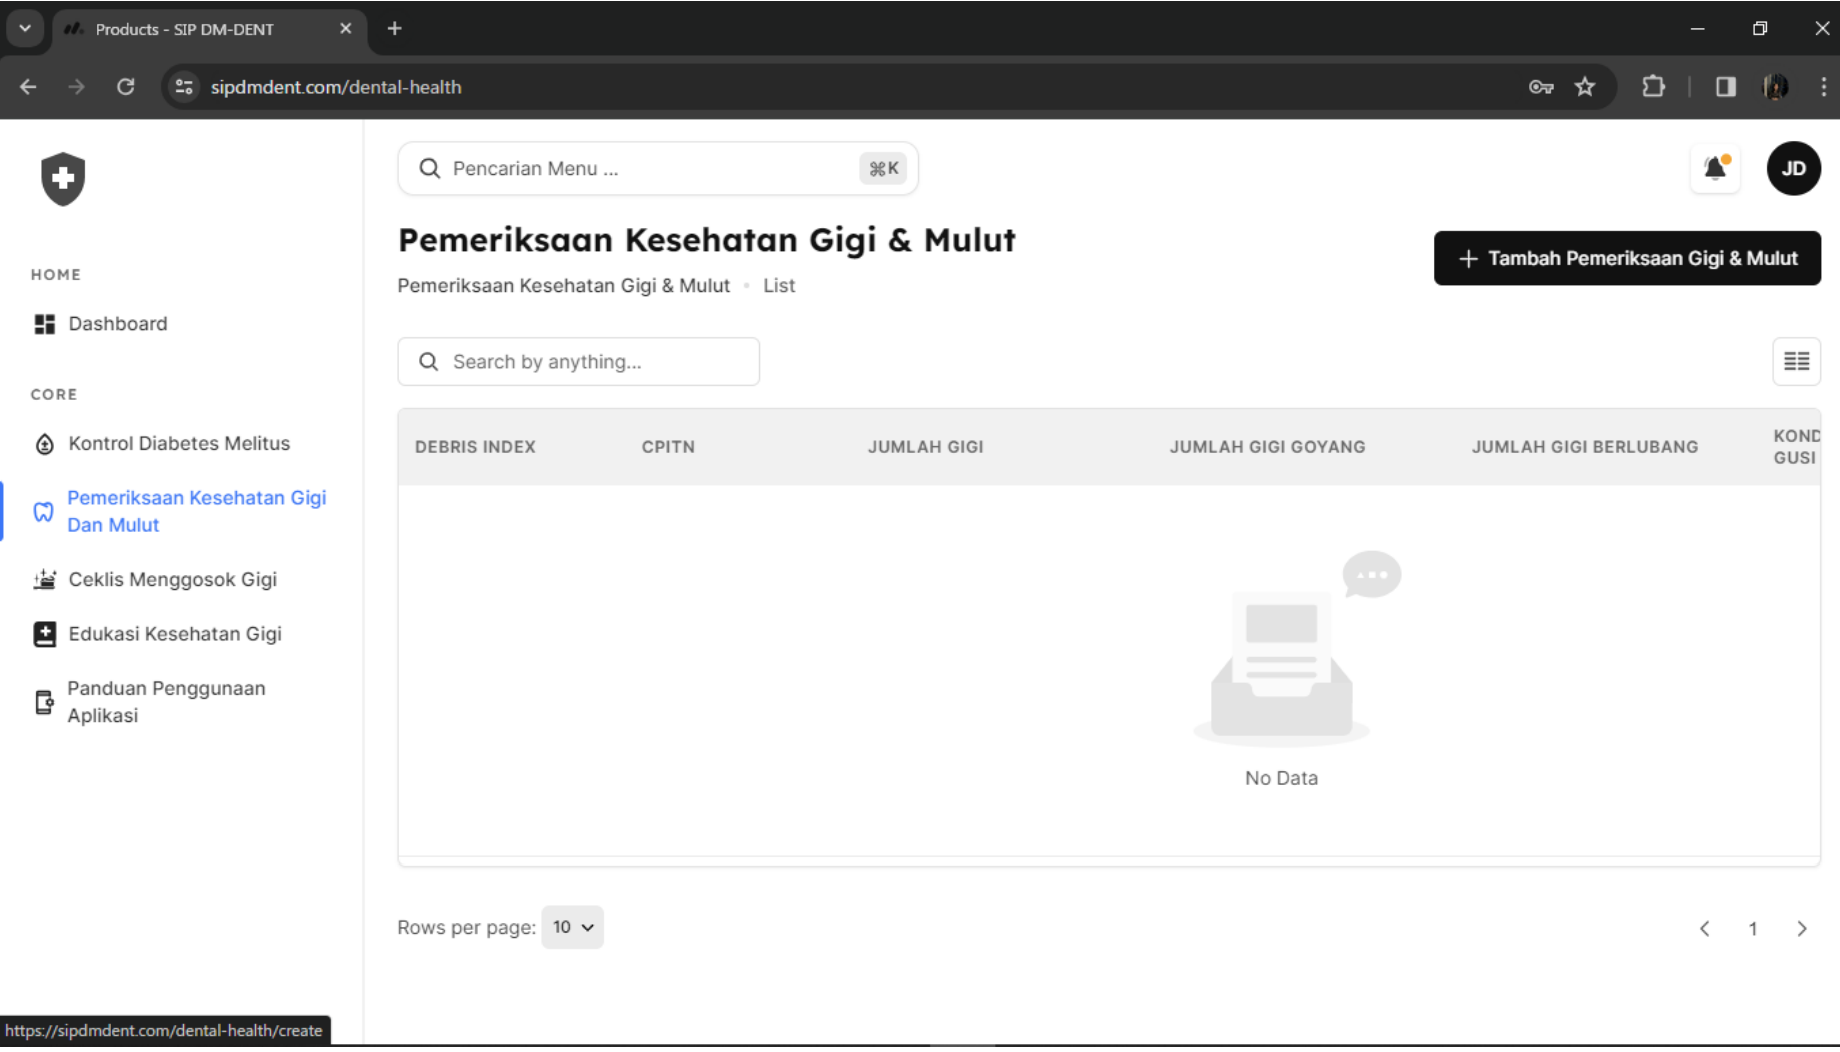 Products - SIP DM-DENT
sipdmdent.com/dental-health
Pencarian Menu ...
⌘K
JD
HOME
Dashboard
CORE
Kontrol Diabetes Melitus
Pemeriksaan Kesehatan Gigi
Dan Mulut
Ceklis Menggosok Gigi
Edukasi Kesehatan Gigi
Panduan Penggunaan
Aplikasi
Pemeriksaan Kesehatan Gigi & Mulut
Pemeriksaan Kesehatan Gigi & Mulut • List
+ Tambah Pemeriksaan Gigi & Mulut
Search by anything...
DEBRIS INDEX CPITN JUMLAH GIGI JUMLAH GIGI GOYANG JUMLAH GIGI BERLUBANG KOND
GUSI
No Data
Rows per page: 10
1
https://sipdmdent.com/dental-health/create